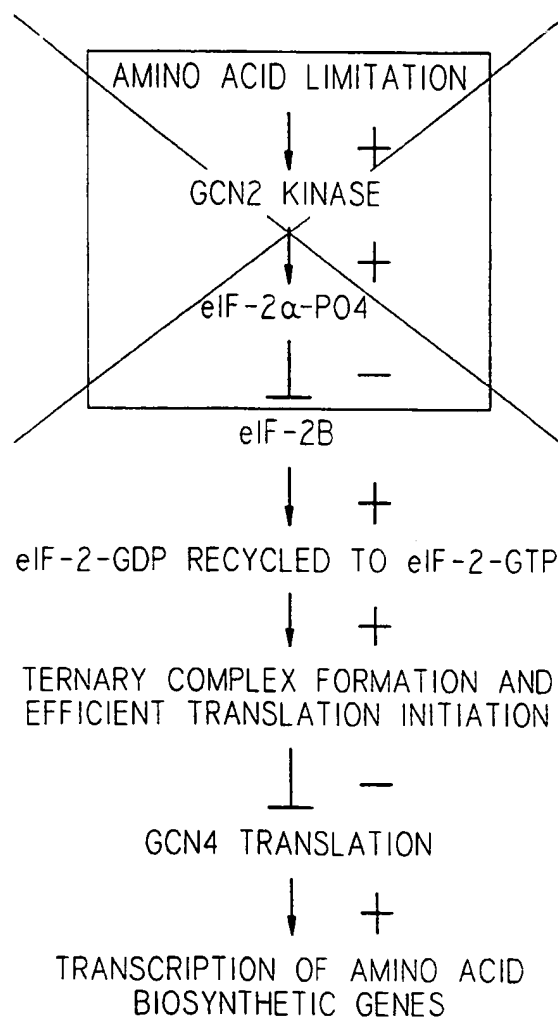 AMINO ACID LIMITATION
+
GCN2 KINASE
+
eIF-2α-PO4
−
eIF-2B
+
eIF-2-GDP RECYCLED TO eIF-2-GTP
+
TERNARY COMPLEX FORMATION AND
EFFICIENT TRANSLATION INITIATION
−
GCN4 TRANSLATION
+
TRANSCRIPTION OF AMINO ACID
BIOSYNTHETIC GENES